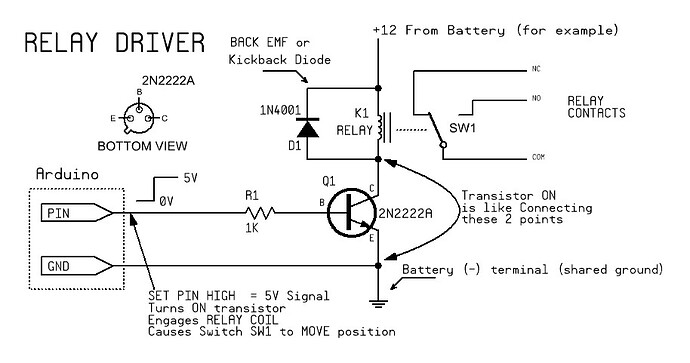 RELAY DRIVER
BACK EMF or
Kickback Diode
+12 From Battery (for example)
2N2222A
B
E
C
BOTTOM VIEW
1N4001
D1
K1
RELAY
SW1
NC
NO
COM
RELAY
CONTACTS
Arduino
5V
0V
PIN
GND
R1
1K
Q1
B
C
E
2N2222A
Transistor ON
is like Connecting
these 2 points
Battery (-) terminal (shared ground)
SET PIN HIGH = 5V Signal
Turns ON transistor
Engages RELAY COIL
Causes Switch SW1 to MOVE position